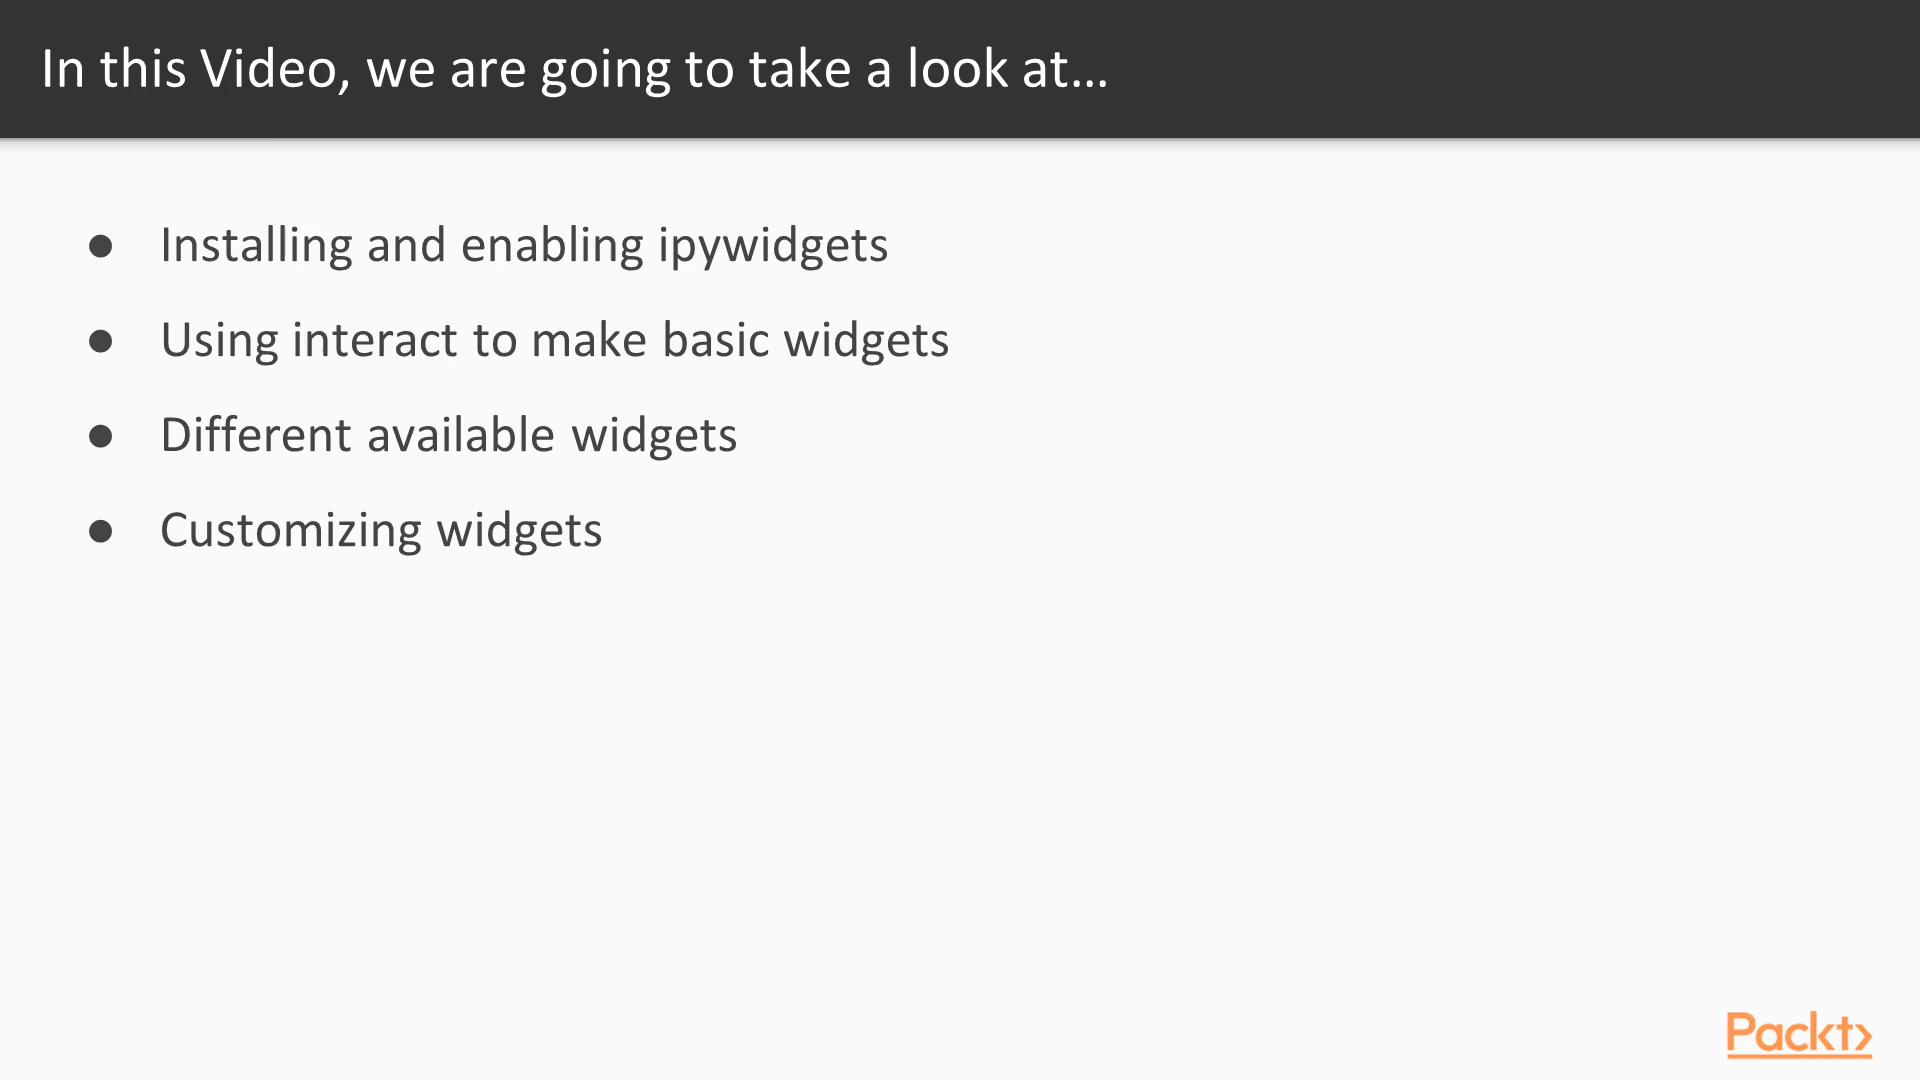 In this Video, we are going to take a look at...
● Installing and enabling ipywidgets
● Using interact to make basic widgets
● Different available widgets
● Customizing widgets
Packt>